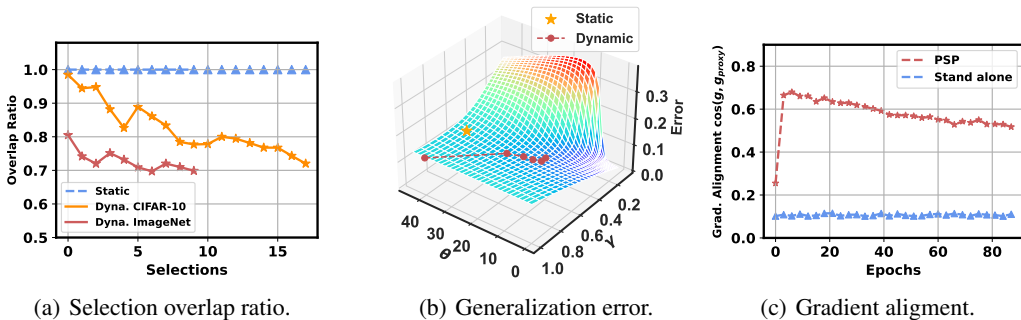 Overlap Ratio
1.0
0.9
0.8
0.7
0.6
0.5
Static
Dyna. CIFAR-10
Dyna. ImageNet
0 5 10 15
Selections
(a) Selection overlap ratio.
Static
Dynamic
Error
0.3
0.2
0.1
0.0
40
30
20
10
0
θ
0.2
0.4
0.6
0.8
1.0
γ
(b) Generalization error.
Grad. Alignment cos(g, gproxy)
0.8
0.6
0.4
0.2
0.0
PSP
Stand alone
0 20 40 60 80
Epochs
(c) Gradient aligment.